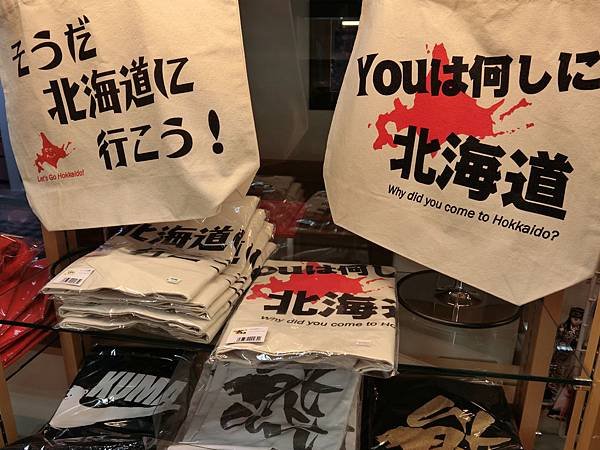 そうだ
北海道に
行こう！
Let's Go Hokkaido!
Youは何しに
北海道
Why did you come to Hokkaido?
北海道
Youは何しに
北海道
Why did you come to Hokkaido?
KUMA